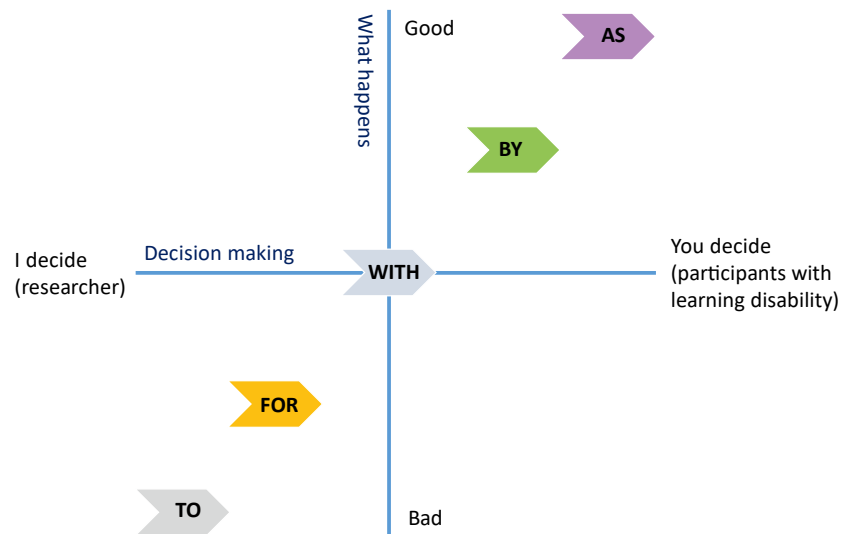 Good
AS
What happens
BY
I decide
(researcher)
Decision making
WITH
You decide
(participants with
learning disability)
FOR
TO
Bad